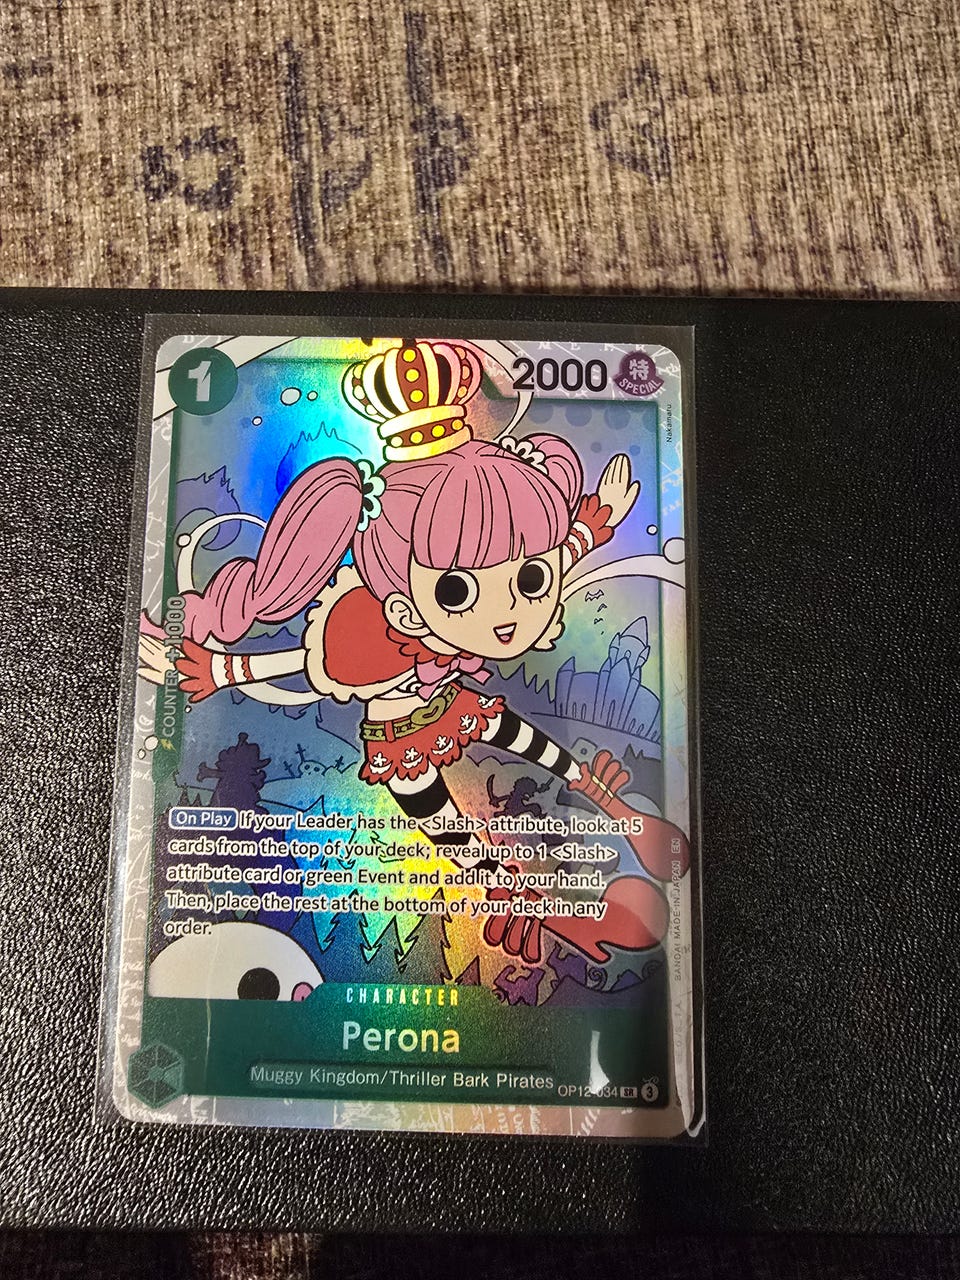 1
2000
特
SPECIAL
Nakamaru
COUNTER +1000
On Play If your Leader has the <Slash> attribute, look at 5
cards from the top of your deck; reveal up to 1 <Slash>
attribute card or green Event and add it to your hand.
Then, place the rest at the bottom of your deck in any
order.
BANDAI MADE IN JAPAN EN
CHARACTER
Perona
Muggy Kingdom/Thriller Bark Pirates
OP12-034 SR 3